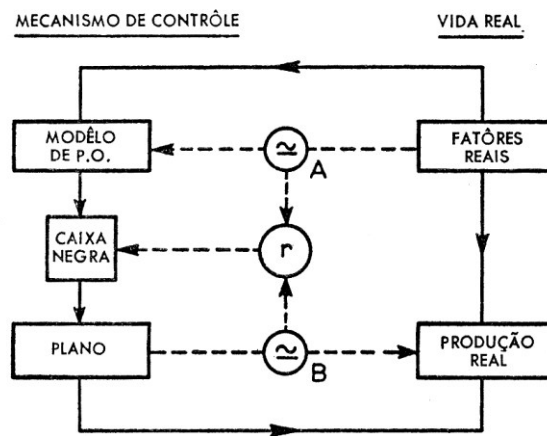 MECANISMO DE CONTRÔLE
VIDA REAL
MODÊLO
DE P.O.
≃
A
FATÔRES
REAIS
CAIXA
NEGRA
r
PLANO
≃
B
PRODUÇÃO
REAL